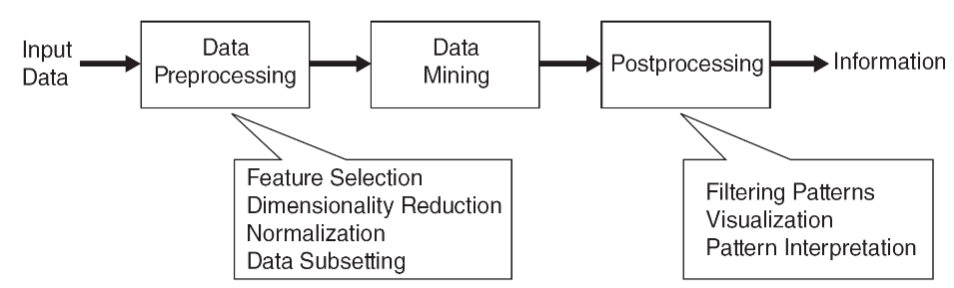 Input
Data
Data
Preprocessing
Data
Mining
Postprocessing
Information
Feature Selection
Dimensionality Reduction
Normalization
Data Subsetting
Filtering Patterns
Visualization
Pattern Interpretation